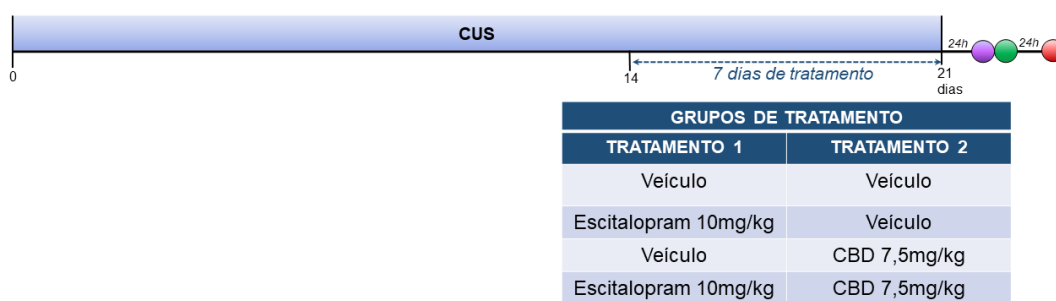 CUS
24h
24h
0
14
7 dias de tratamento
21
dias
GRUPOS DE TRATAMENTO
TRATAMENTO 1 TRATAMENTO 2
Veículo Veículo
Escitalopram 10mg/kg Veículo
Veículo CBD 7,5mg/kg
Escitalopram 10mg/kg CBD 7,5mg/kg